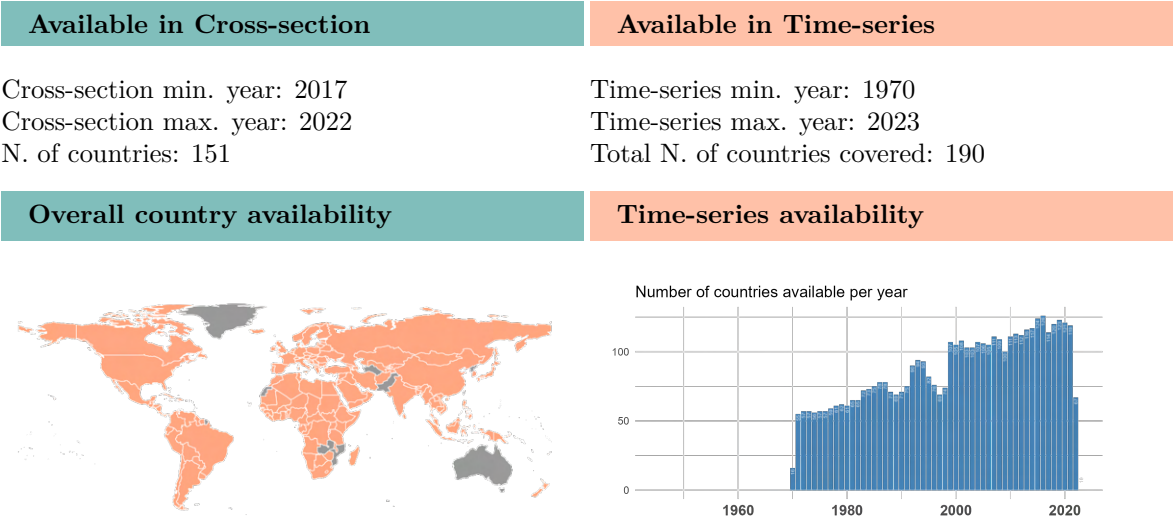 Available in Cross-section
Available in Time-series
Cross-section min. year: 2017
Cross-section max. year: 2022
N. of countries: 151
Time-series min. year: 1970
Time-series max. year: 2023
Total N. of countries covered: 190
Overall country availability
Time-series availability
Number of countries available per year
100
50
0
1960
1980
2000
2020